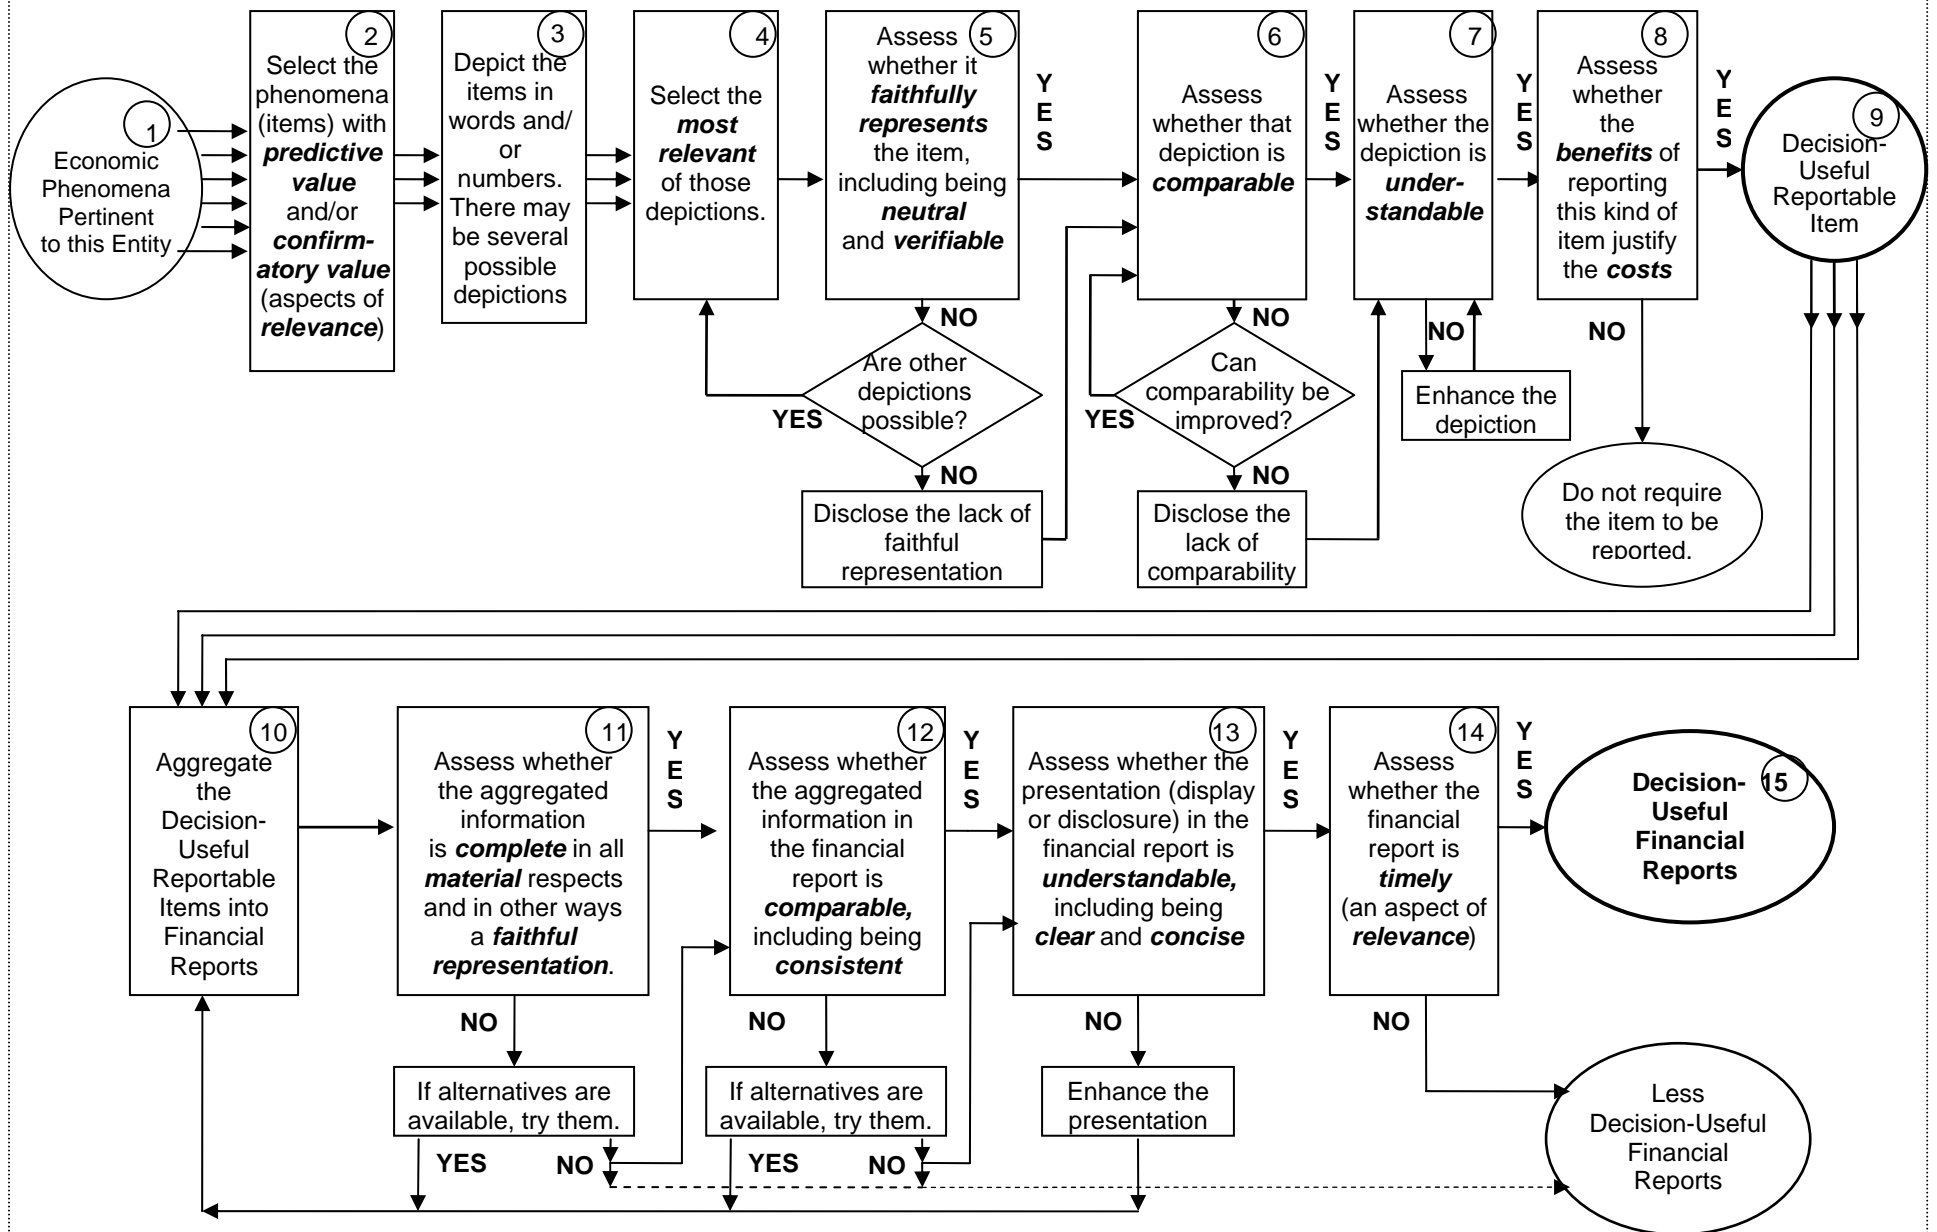 1
Economic
Phenomena
Pertinent
to this Entity
2
Select the
phenomena
(items) with
predictive
value
and/or
confirm-
atory value
(aspects of
relevance)
3
Depict the
items in
words and/
or
numbers.
There may
be several
possible
depictions
4
Select the
most
relevant
of those
depictions.
5
Assess
whether it
faithfully
represents
the item,
including being
neutral
and verifiable
YES
NO
Are other
depictions
possible?
YES
NO
Disclose the lack of
faithful
representation
6
Assess
whether that
depiction is
comparable
YES
NO
Can
comparability be
improved?
YES
NO
Disclose the
lack of
comparability
7
Assess
whether the
depiction is
under-
standable
YES
NO
Enhance the
depiction
8
Assess
whether
the
benefits of
reporting
this kind of
item justify
the costs
YES
NO
Do not require
the item to be
reported.
9
Decision-
Useful
Reportable
Item
10
Aggregate
the
Decision-
Useful
Reportable
Items into
Financial
Reports
11
Assess whether
the aggregated
information
is complete in all
material respects
and in other ways
a faithful
representation.
YES
NO
If alternatives are
available, try them.
YES
NO
12
Assess whether
the aggregated
information in
the financial
report is
comparable,
including being
consistent
YES
NO
If alternatives are
available, try them.
YES
NO
13
Assess whether the
presentation (display
or disclosure) in the
financial report is
understandable,
including being
clear and concise
YES
NO
Enhance the
presentation
14
Assess
whether the
financial
report is
timely
(an aspect of
relevance)
YES
NO
15
Decision-
Useful
Financial
Reports
Less
Decision-Useful
Financial
Reports